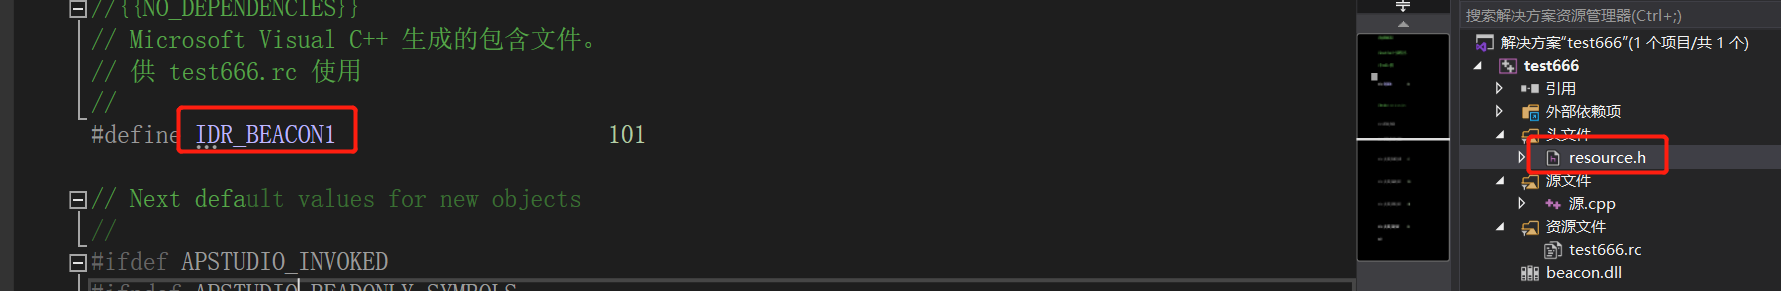 //{{NO_DEPENDENCIES}}
// Microsoft Visual C++ 生成的包含文件。
// 供 test666.rc 使用
//
#define IDR_BEACON1 101
// Next default values for new objects
//
#ifdef APSTUDIO_INVOKED
#ifndef APSTUDIO_READONLY_SYMBOLS
搜索解决方案资源管理器(Ctrl+;)
解决方案"test666"(1 个项目/共 1 个)
test666
引用
外部依赖项
头文件
resource.h
源文件
源.cpp
资源文件
test666.rc
beacon.dll